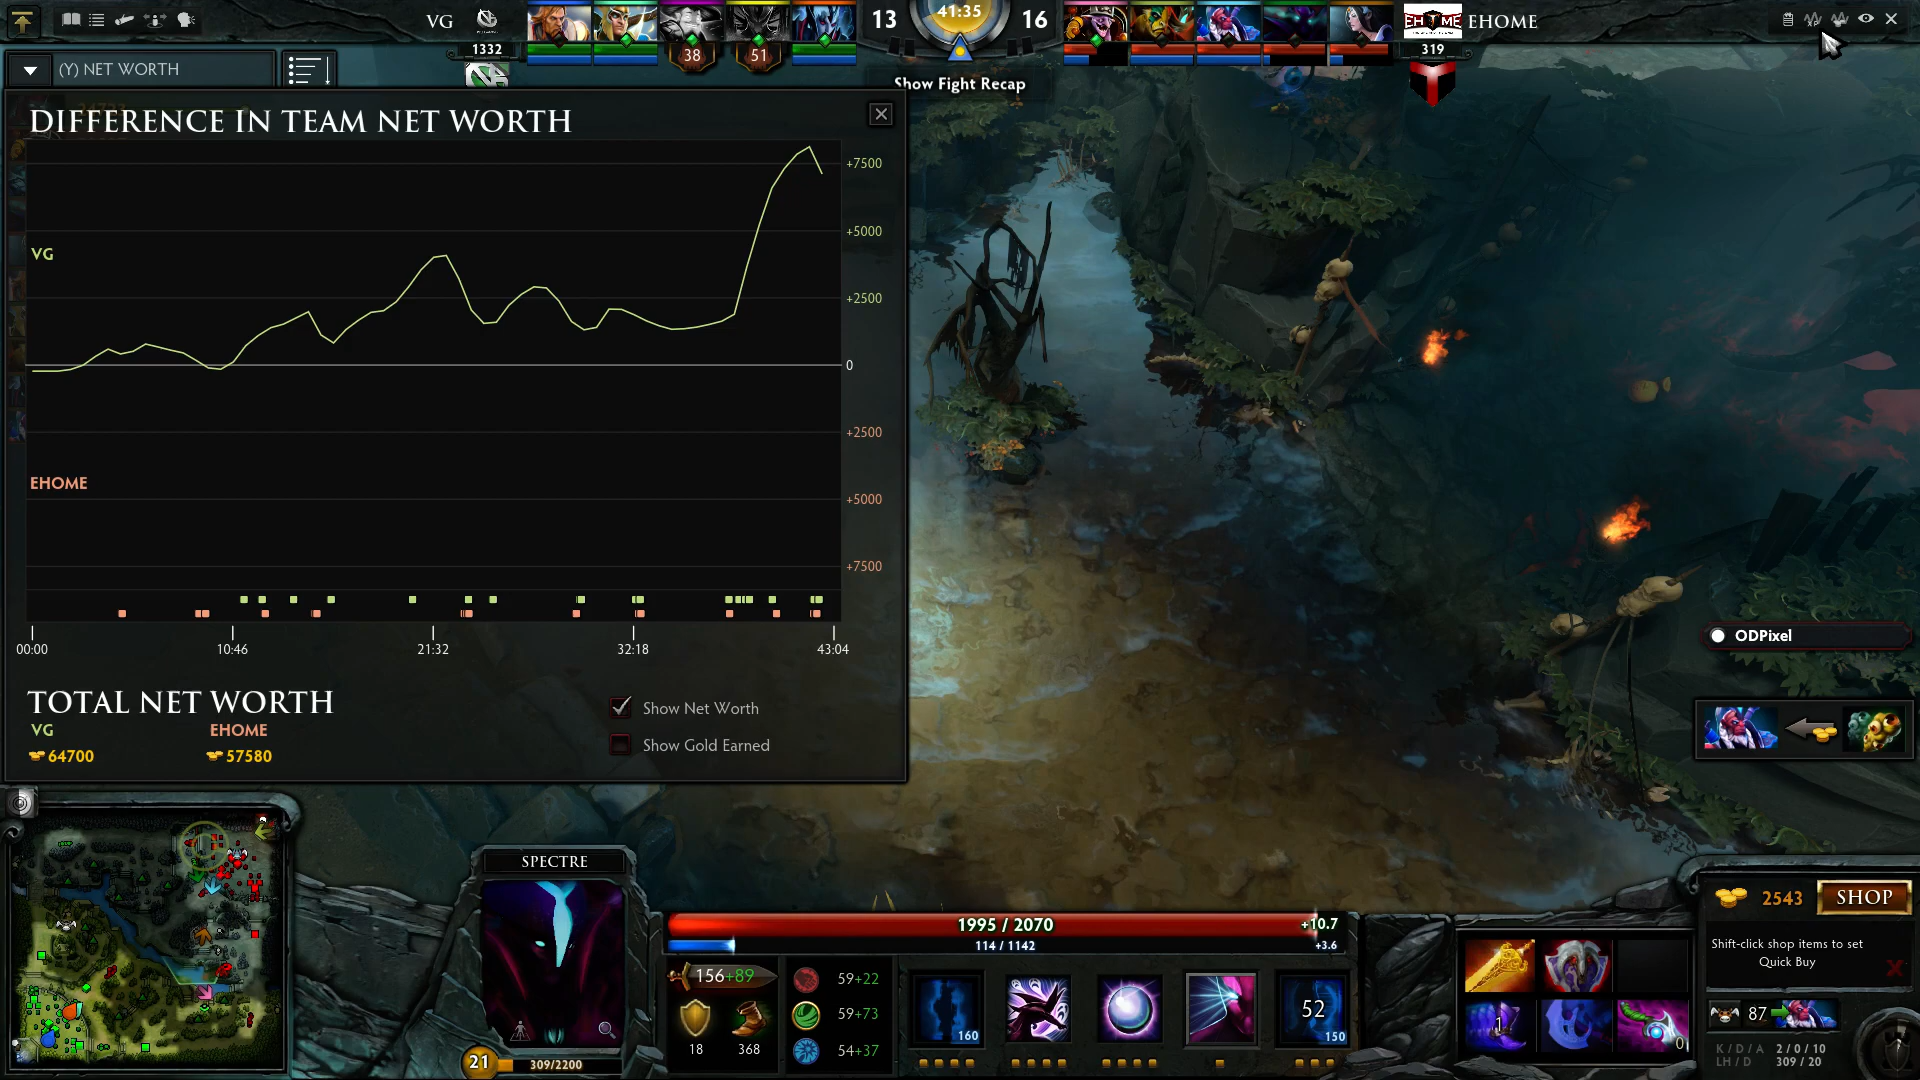 VG
1332
38
51
13
41:35
16
EHOME
EHOME
319
(Y) NET WORTH
Show Fight Recap
DIFFERENCE IN TEAM NET WORTH
+7500
+5000
VG
+2500
0
+2500
EHOME
+5000
+7500
00:00 10:46 21:32 32:18 43:04
TOTAL NET WORTH
VG EHOME
64700 57580
Show Net Worth
Show Gold Earned
ODPixel
SPECTRE
1995 / 2070 +10.7
114 / 1142 +3.6
156+89
18 368
59+22
59+73
54+37
160
52
150
21 309/2200
1
0
2543 SHOP
Shift-click shop items to set
Quick Buy
87
K / D / A 2 / 0 / 10
LH / D 309 / 20